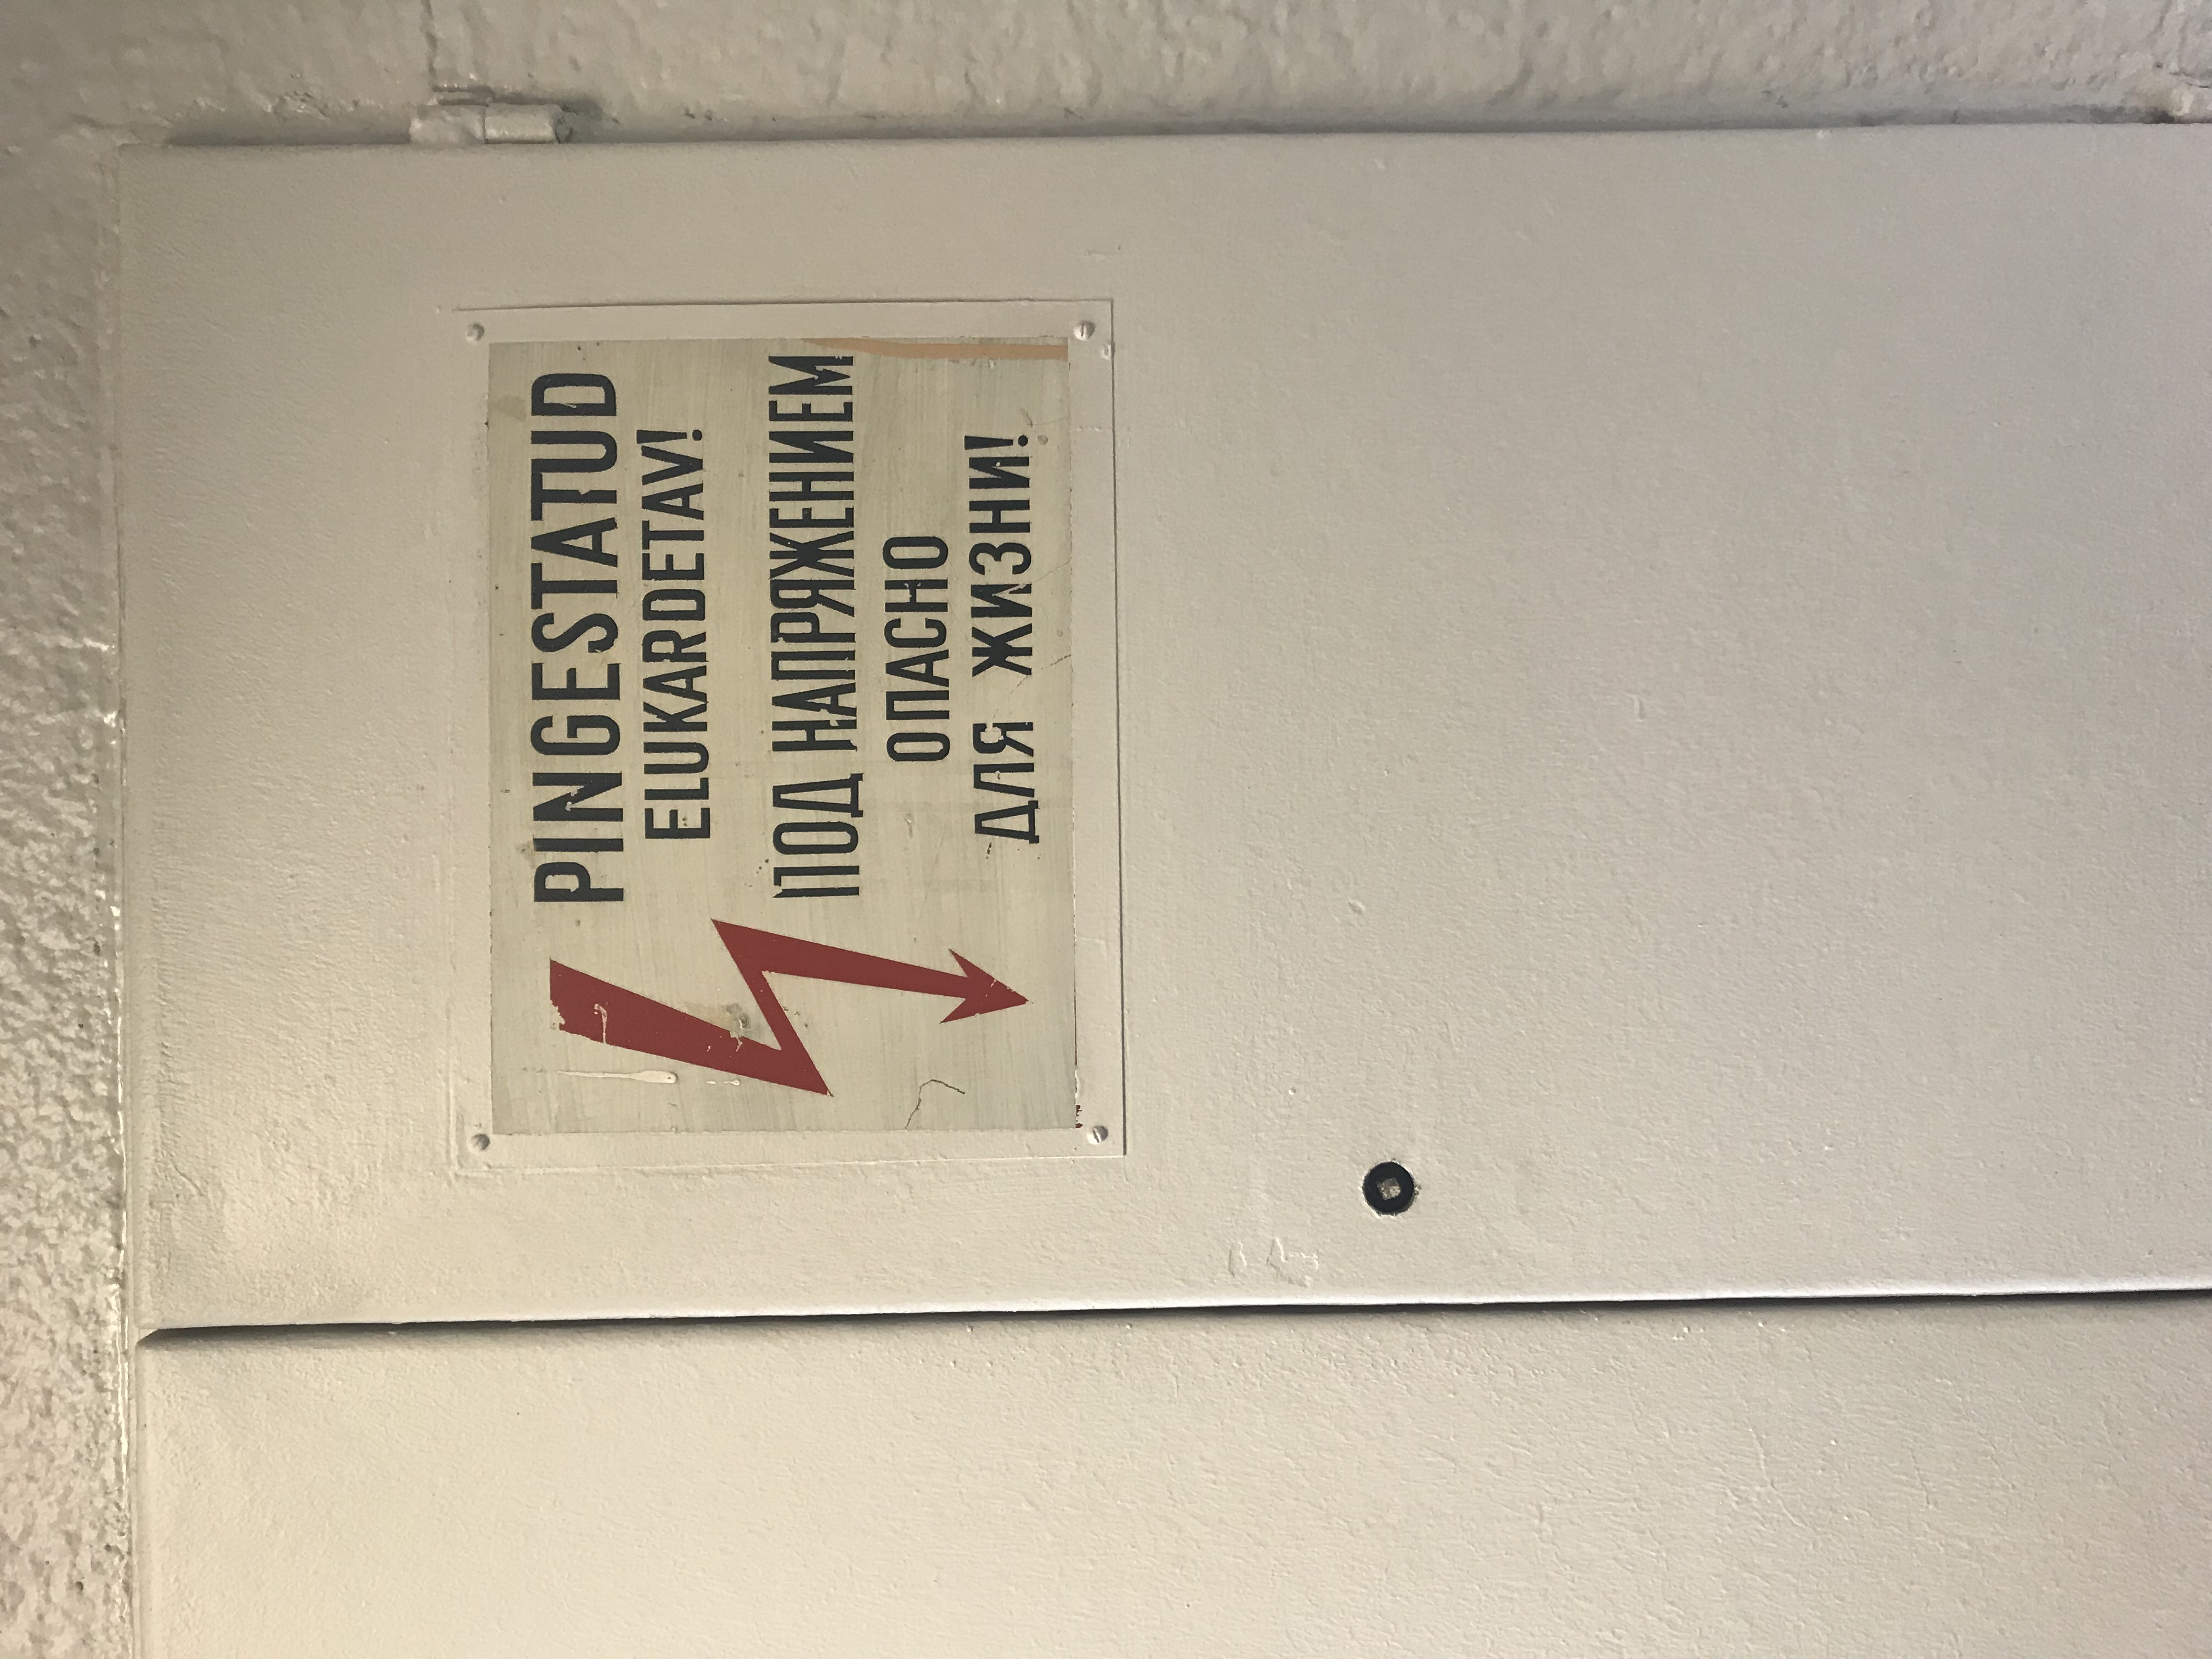 PINGESTATUD
ELUKARDETAV!
ПОД НАПРЯЖЕНИЕМ
ОПАСНО
ДЛЯ ЖИЗНИ!